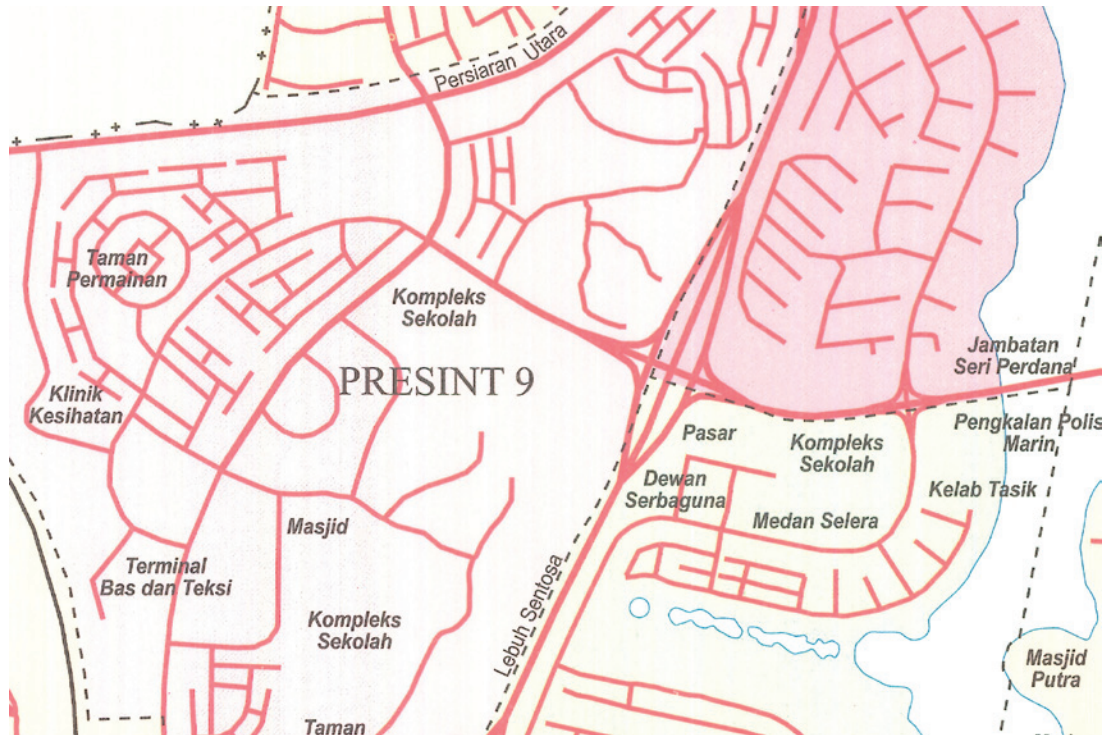 Persiaran Utara
Taman
Permainan
Kompleks
Sekolah
PRESINT 9
Jambatan
Seri Perdana
Klinik
Kesihatan
Pengkalan Polis
Marin
Pasar
Kompleks
Sekolah
Dewan
Serbaguna
Kelab Tasik
Medan Selera
Masjid
Terminal
Bas dan Teksi
Lebuh Sentosa
Kompleks
Sekolah
Masjid
Putra
Taman